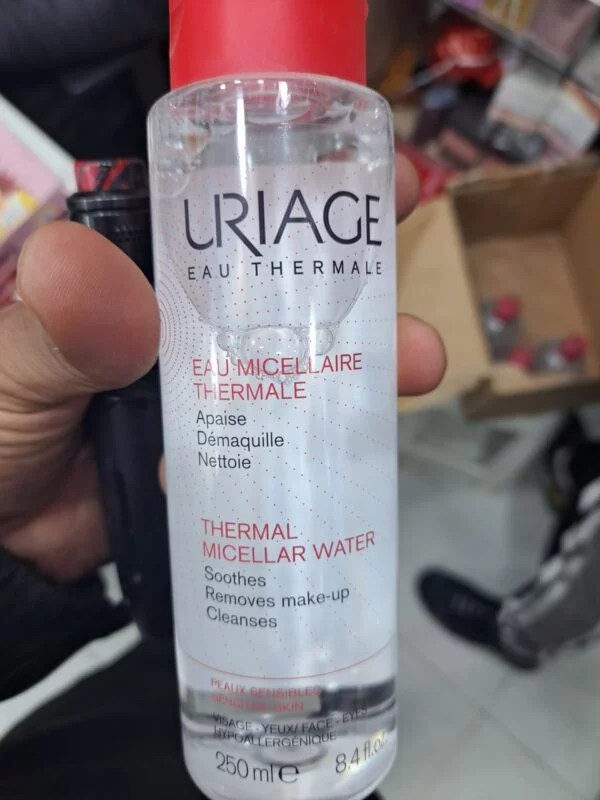 URIAGE
EAU THERMALE
EAU MICELLAIRE
THERMALE
Apaise
Démaquille
Nettoie
THERMAL
MICELLAR WATER
Soothes
Removes make-up
Cleanses
PEAUX SENSIBLES
SENSITIVE SKIN
VISAGE - YEUX/ FACE - EYES
HYPOALLERGÉNIQUE
250 ml e 8.4 fl.oz